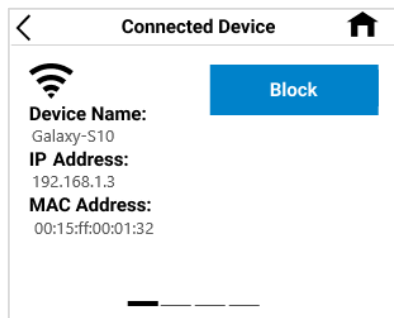 Connected Device
Block
Device Name:
Galaxy-S10
IP Address:
192.168.1.3
MAC Address:
00:15:ff:00:01:32